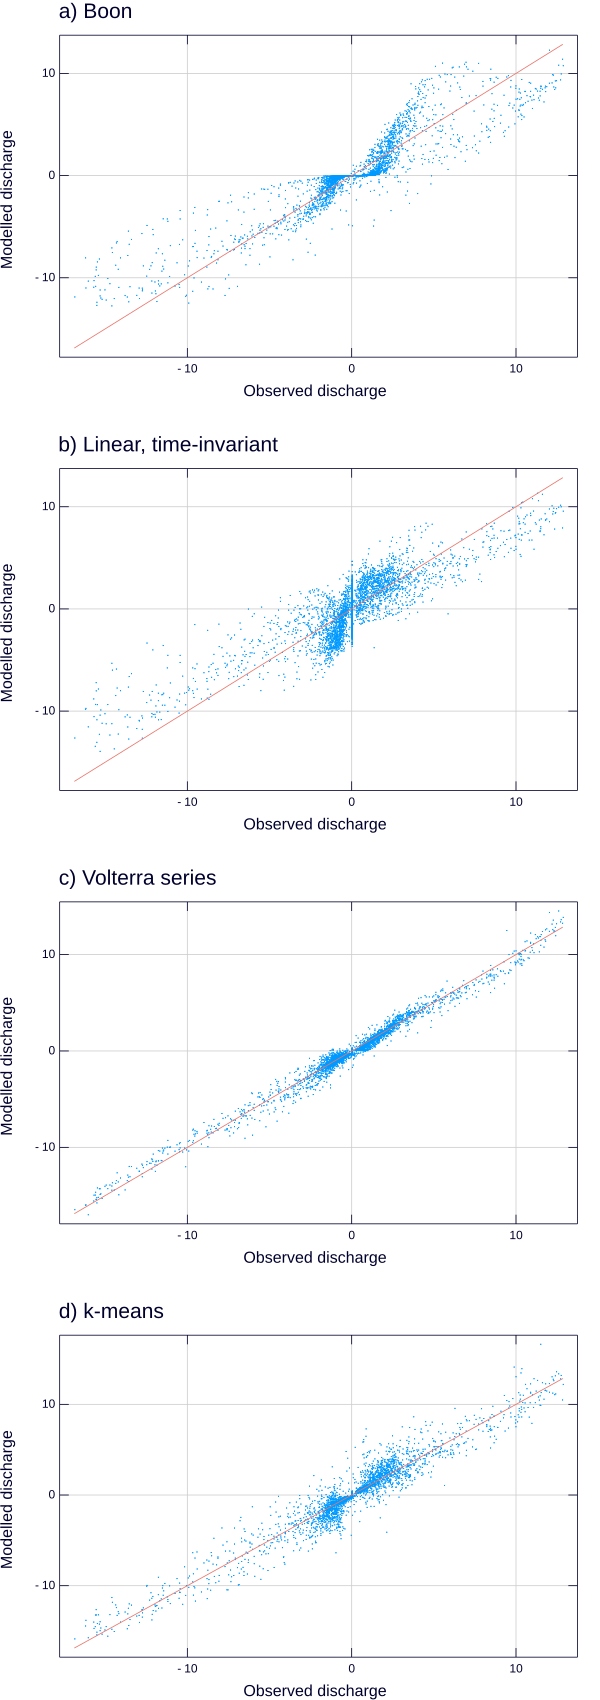 a) Boon
10
0
- 10
Modelled discharge
- 10
0
10
Observed discharge
b) Linear, time-invariant
10
0
- 10
Modelled discharge
- 10
0
10
Observed discharge
c) Volterra series
10
0
- 10
Modelled discharge
- 10
0
10
Observed discharge
d) k-means
10
0
- 10
Modelled discharge
- 10
0
10
Observed discharge